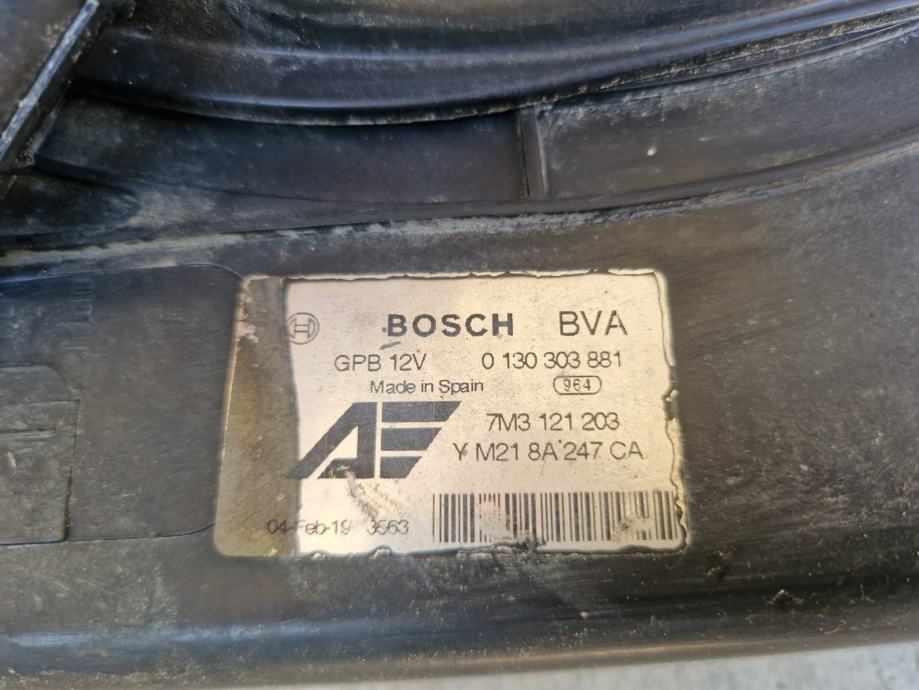 BOSCH BVA
GPB 12V 0 130 303 881
Made in Spain 964
AE
7M3 121 203
Y M21 8A 247 CA
04-Feb-19 3563